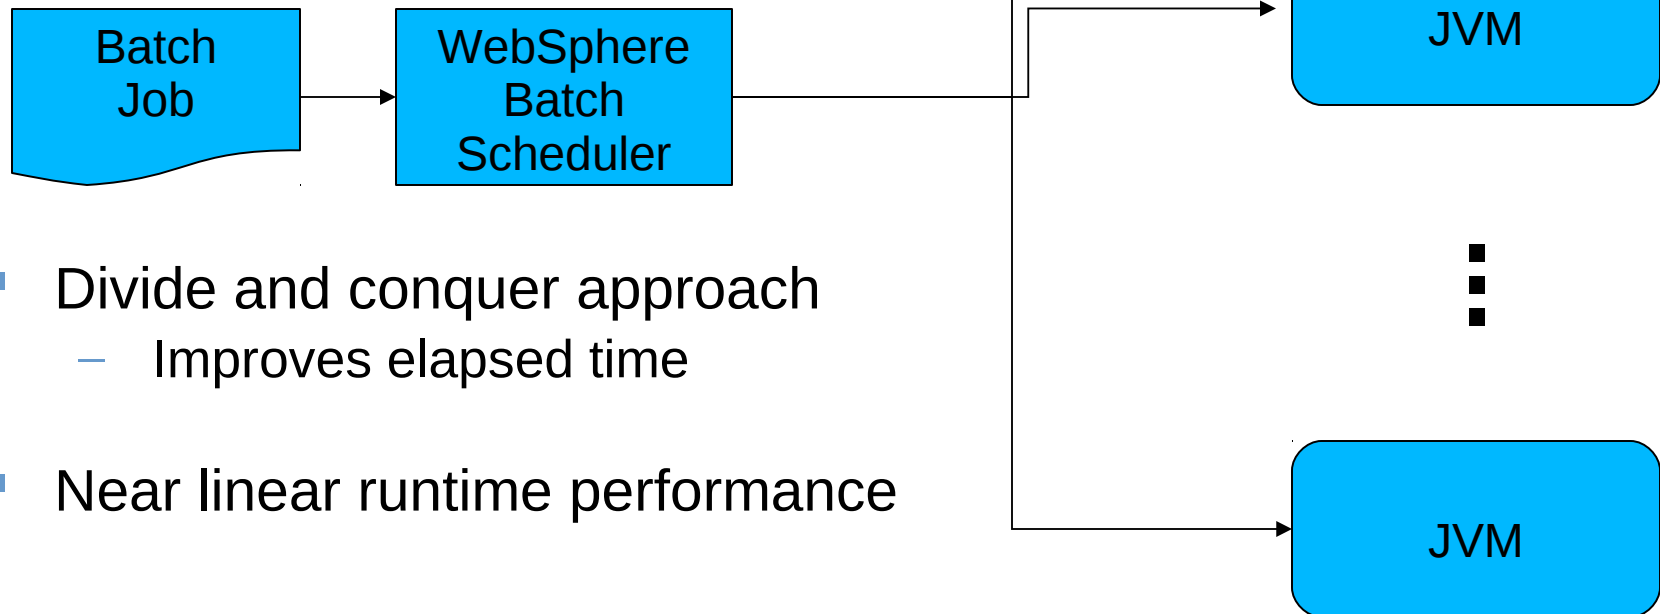 Batch
Job
WebSphere
Batch
Scheduler
JVM
Divide and conquer approach
– Improves elapsed time
Near linear runtime performance
JVM